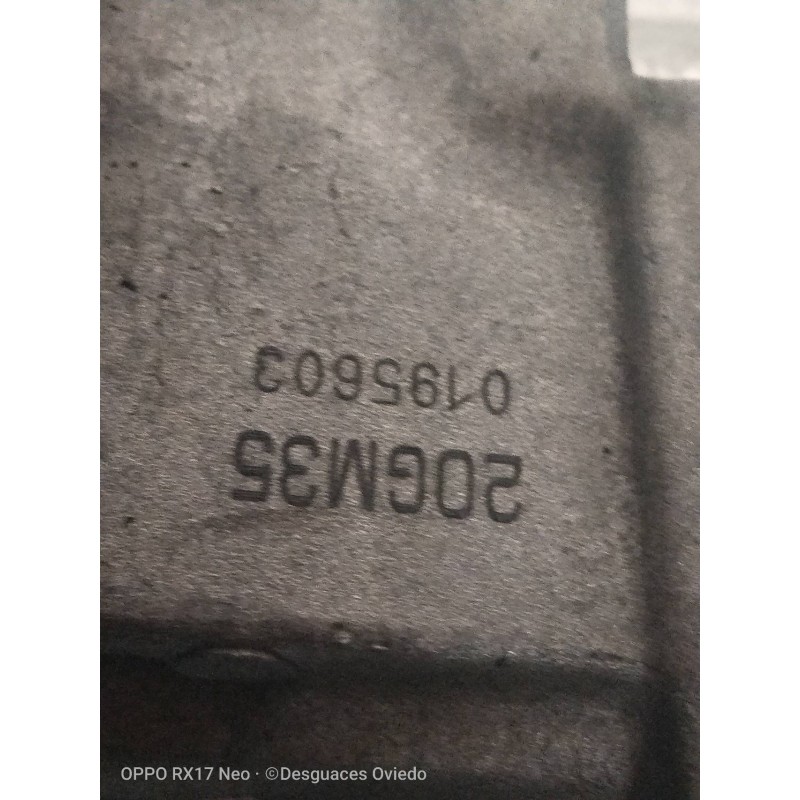 20GM35
0195603
OPPO RX17 Neo · ©Desguaces Oviedo